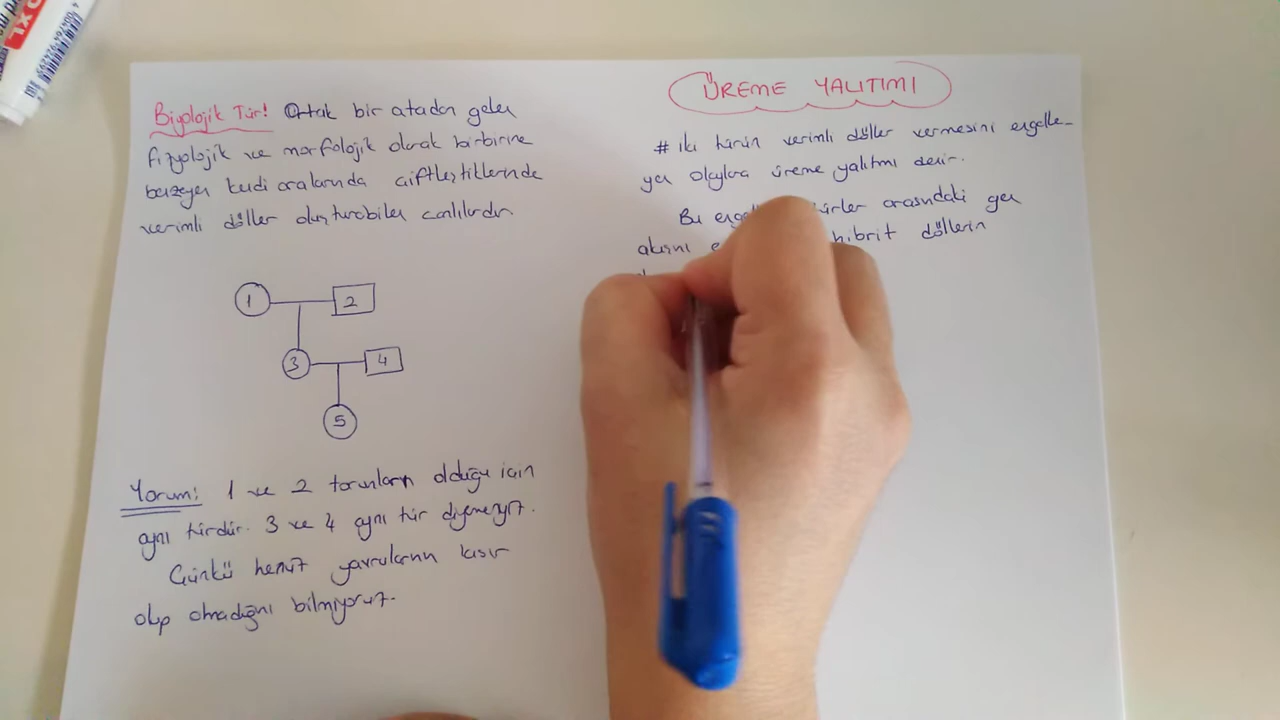 Biyolojik Tür! Ortak bir atadan gelen
fizyolojik ve morfolojik olarak birbirine
benzeyen kendi aralarında çiftleştiklerinde
verimli döller oluşturabilen canlılardır.
1
2
3
4
5
Yorum: 1 ve 2 torunların olduğu için
aynı türdür. 3 ve 4 aynı tür diyemeyiz.
Çünkü henüz yavrularının kısır
olup olmadığını bilmiyoruz.
ÜREME YALITIMI
# iki türün verimli döller vermesini engelle-
yen olaylara üreme yalıtımı denir.
Bu türler arasındaki gen
akışını hibrit döllerin
OXL